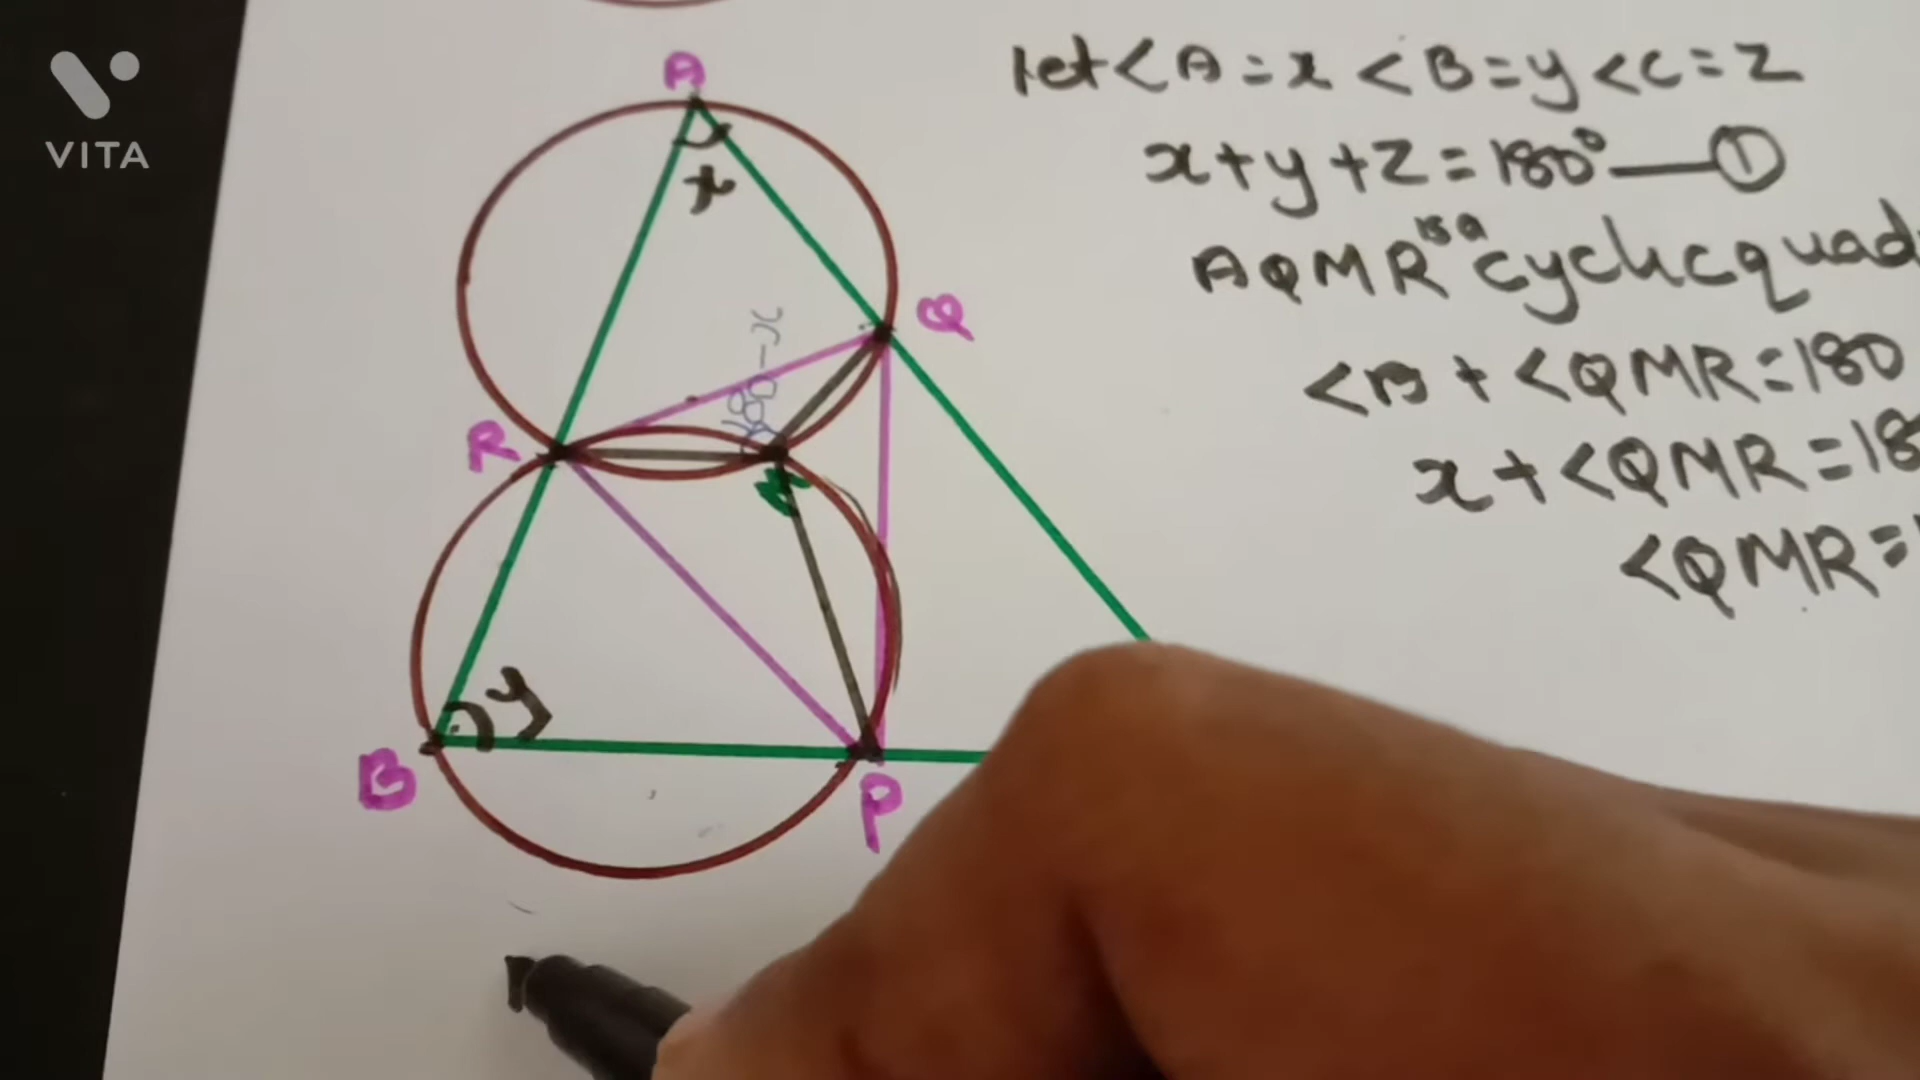 VITA
let <A = x <B = y <C = z
x + y + z = 180° — ①
AQMR is a cyclic quad
<A + <QMR = 180
x + <QMR = 18
<QMR =
A
x
Q
180-x
R
M
y
B
P